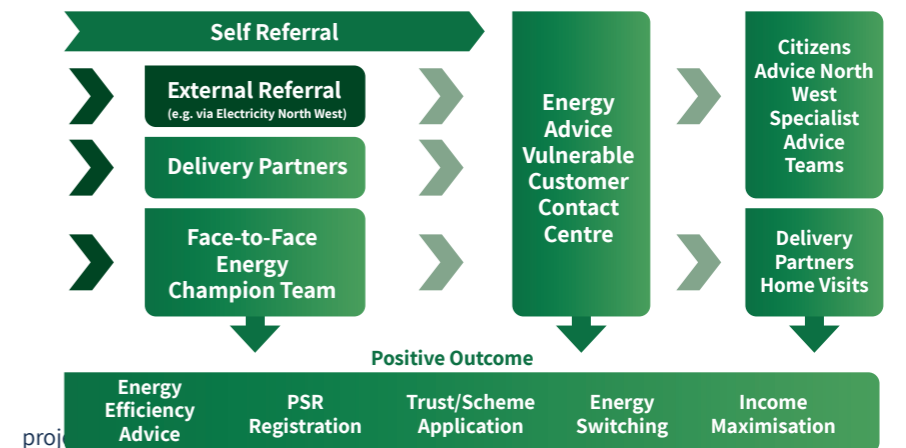 Self Referral
External Referral
(e.g. via Electricity North West)
Delivery Partners
Face-to-Face
Energy
Champion Team
Energy
Advice
Vulnerable
Customer
Contact
Centre
Citizens
Advice North
West
Specialist
Advice
Teams
Delivery
Partners
Home Visits
Positive Outcome
Energy
Efficiency
Advice
PSR
Registration
Trust/Scheme
Application
Energy
Switching
Income
Maximisation